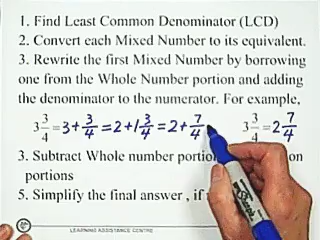 1. Find Least Common Denominator (LCD)
2. Convert each Mixed Number to its equivalent.
3. Rewrite the first Mixed Number by borrowing
one from the Whole Number portion and adding
the denominator to the numerator. For example,
3 3/4 = 3 + 3/4 = 2 + 1 3/4 = 2 + 7/4 3 3/4 = 2 7/4
3. Subtract Whole number on
portions
5. Simplify the final answer , if
LEARNING ASSISTANCE CENTRE